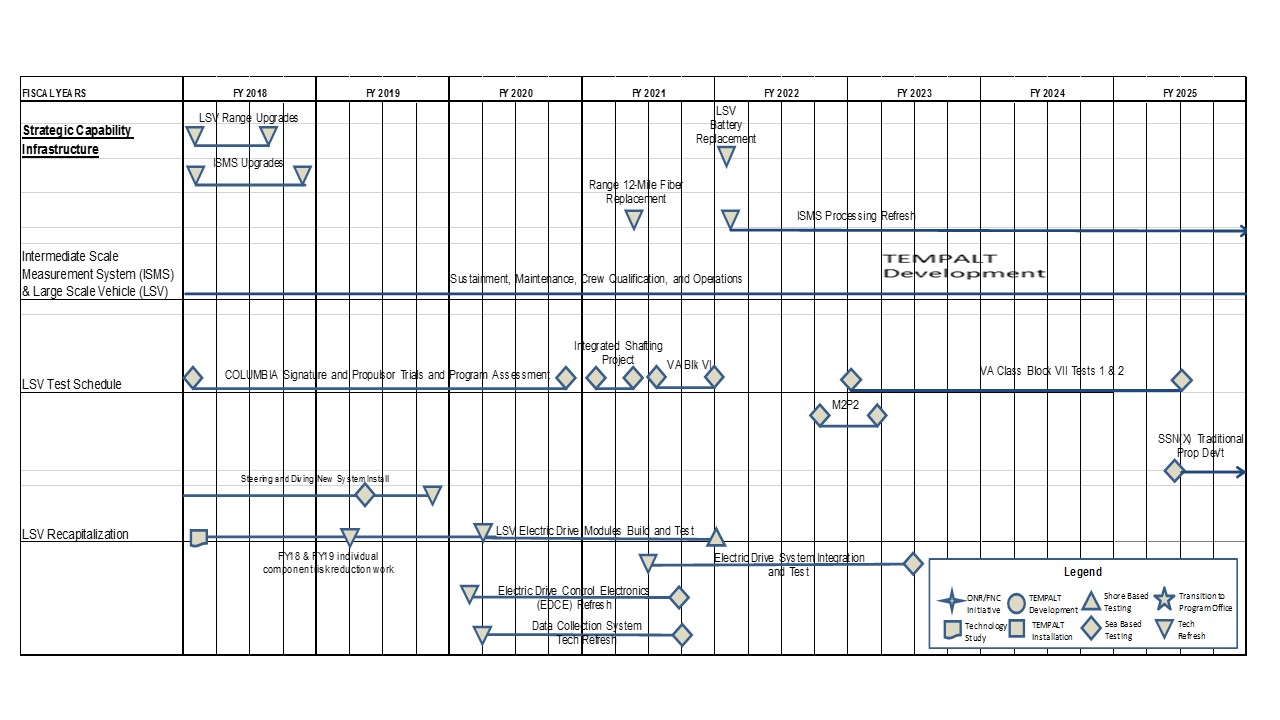 FISCAL YEARS FY 2018 FY 2019 FY 2020 FY 2021 FY 2022 FY 2023 FY 2024 FY 2025
Strategic Capability
Infrastructure
LSV Range Upgrades
ISMS Upgrades
LSV
Battery
Replacement
Range 12-Mile Fiber
Replacement
ISMS Processing Refresh
Intermediate Scale
Measurement System (ISMS)
& Large Scale Vehicle (LSV)
Sustainment, Maintenance, Crew Qualification, and Operations
TEMPALT
Development
LSV Test Schedule
COLUMBIA Signature and Propulsor Trials and Program Assessment
Integrated Shafting
Project
VA Blk VI
VA Class Block VII Tests 1 & 2
M2P2
SSN(X) Traditional
Prop Dev't
Steering and Diving New System Install
LSV Recapitalization
LSV Electric Drive Modules Build and Test
FY18 & FY19 individual
component risk reduction work
Electric Drive System Integration
and Test
Electric Drive Control Electronics
(EDCE) Refresh
Data Collection System
Tech Refresh
Legend
ONR/FNC
Initiative
TEMPALT
Development
Shore Based
Testing
Transition to
Program Office
Technology
Study
TEMPALT
Installation
Sea Based
Testing
Tech
Refresh